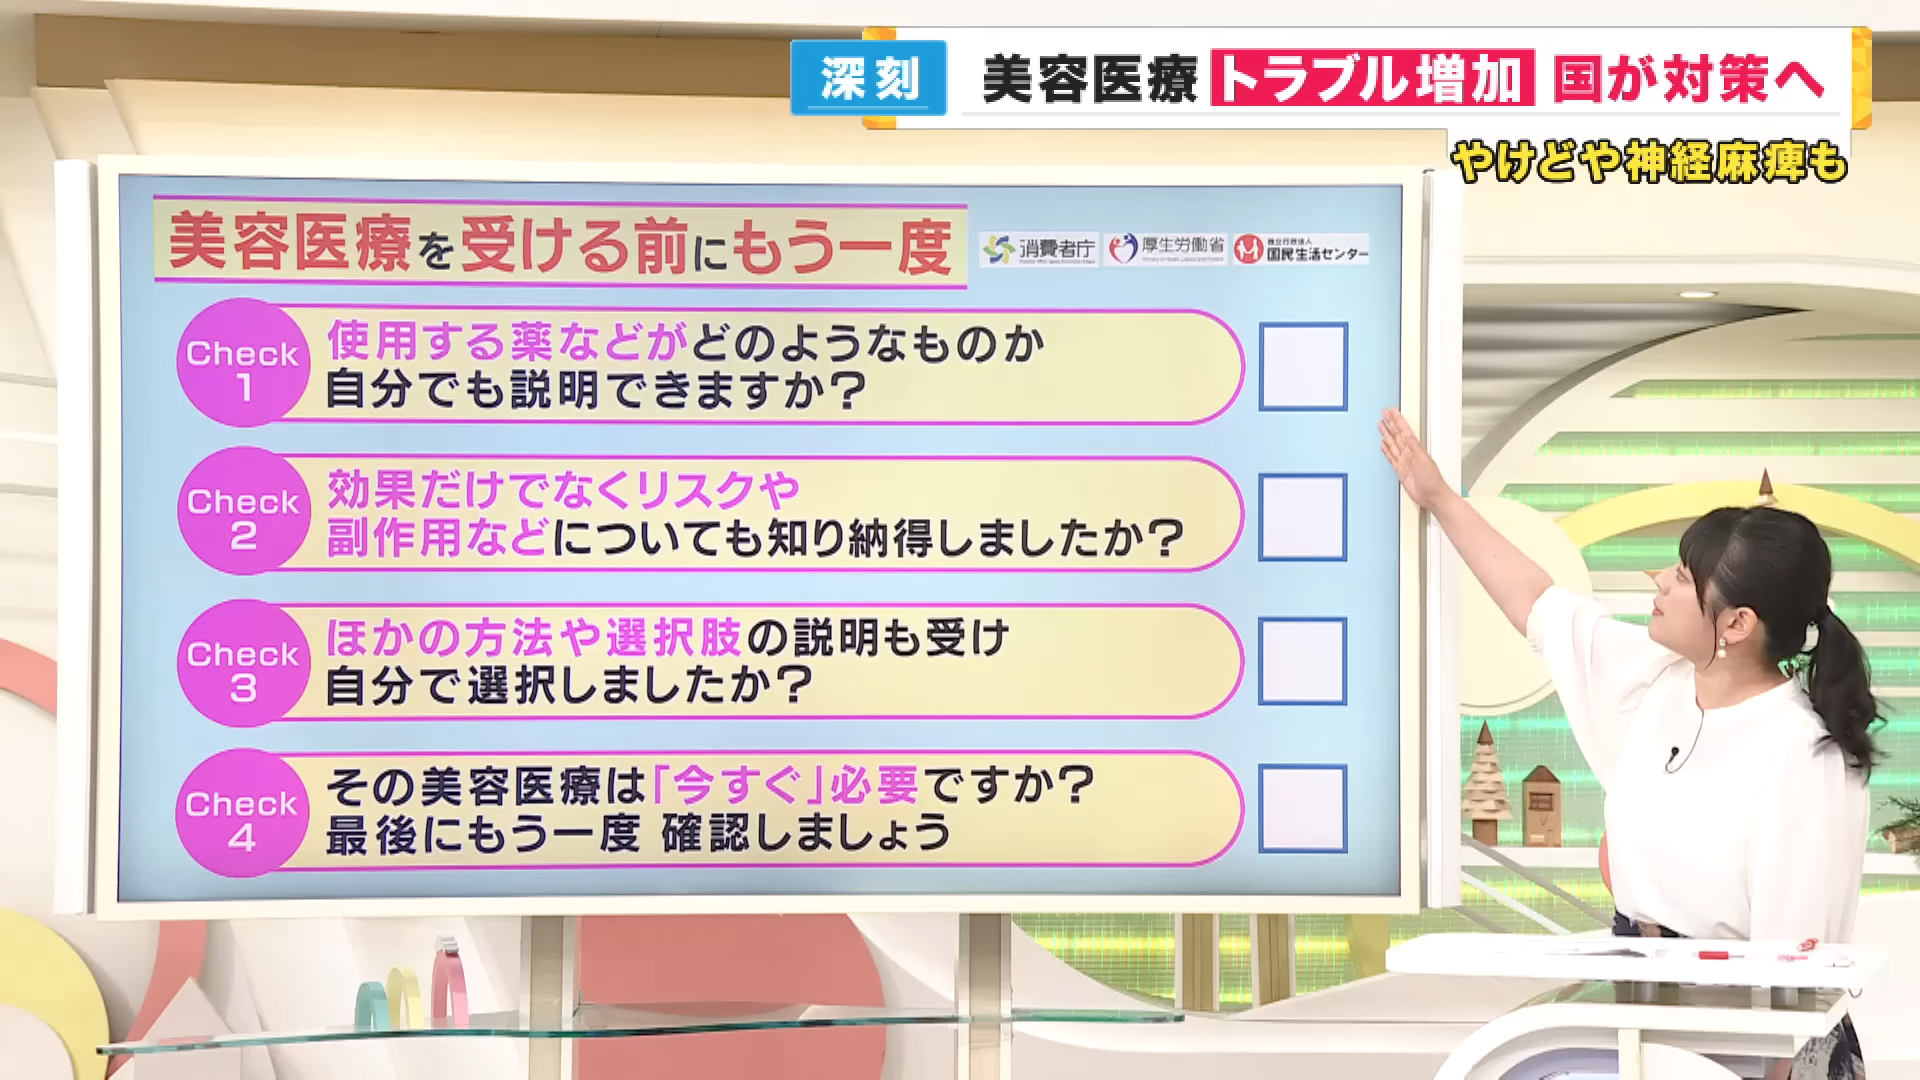 深刻
美容医療 トラブル増加 国が対策へ
やけどや神経麻痺も
美容医療を受ける前にもう一度
消費者庁
厚生労働省
独立行政法人
国民生活センター
Check
1
使用する薬などがどのようなものか
自分でも説明できますか？
Check
2
効果だけでなくリスクや
副作用などについても知り納得しましたか？
Check
3
ほかの方法や選択肢の説明も受け
自分で選択しましたか？
Check
4
その美容医療は「今すぐ」必要ですか？
最後にもう一度 確認しましょう